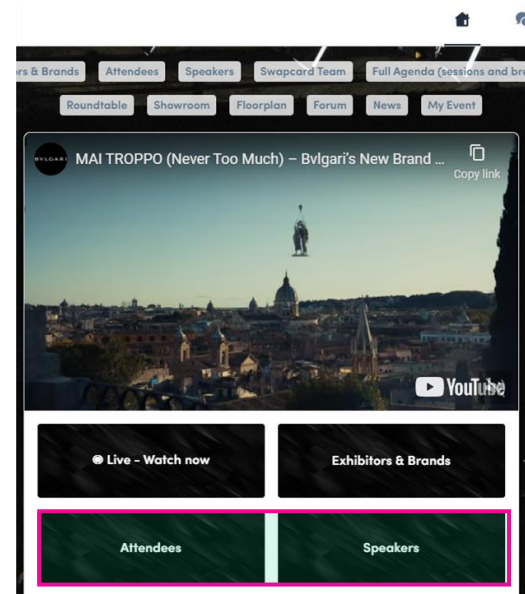 rs & Brands Attendees Speakers Swapcard Team Full Agenda (sessions and bre
Roundtable Showroom Floorplan Forum News My Event
BVLGARI MAI TROPPO (Never Too Much) – Bvlgari's New Brand ...
Copy link
YouTube
Live - Watch now Exhibitors & Brands
Attendees Speakers